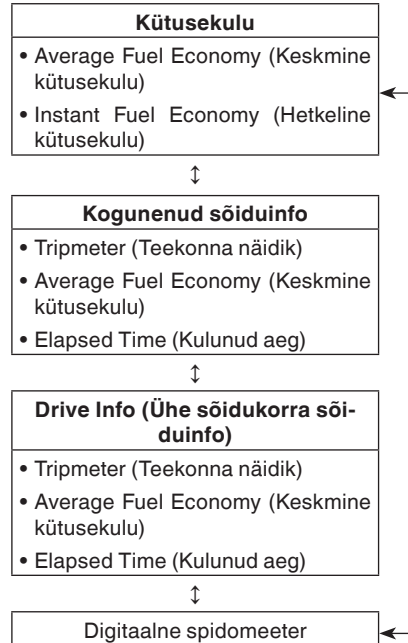 Kütusekulu
• Average Fuel Economy (Keskmine
kütusekulu)
• Instant Fuel Economy (Hetkeline
kütusekulu)
↕
Kogunenud sõiduinfo
• Tripmeter (Teekonna näidik)
• Average Fuel Economy (Keskmine
kütusekulu)
• Elapsed Time (Kulunud aeg)
↕
Drive Info (Ühe sõidukorra sõi-
duinfo)
• Tripmeter (Teekonna näidik)
• Average Fuel Economy (Keskmine
kütusekulu)
• Elapsed Time (Kulunud aeg)
↕
Digitaalne spidomeeter